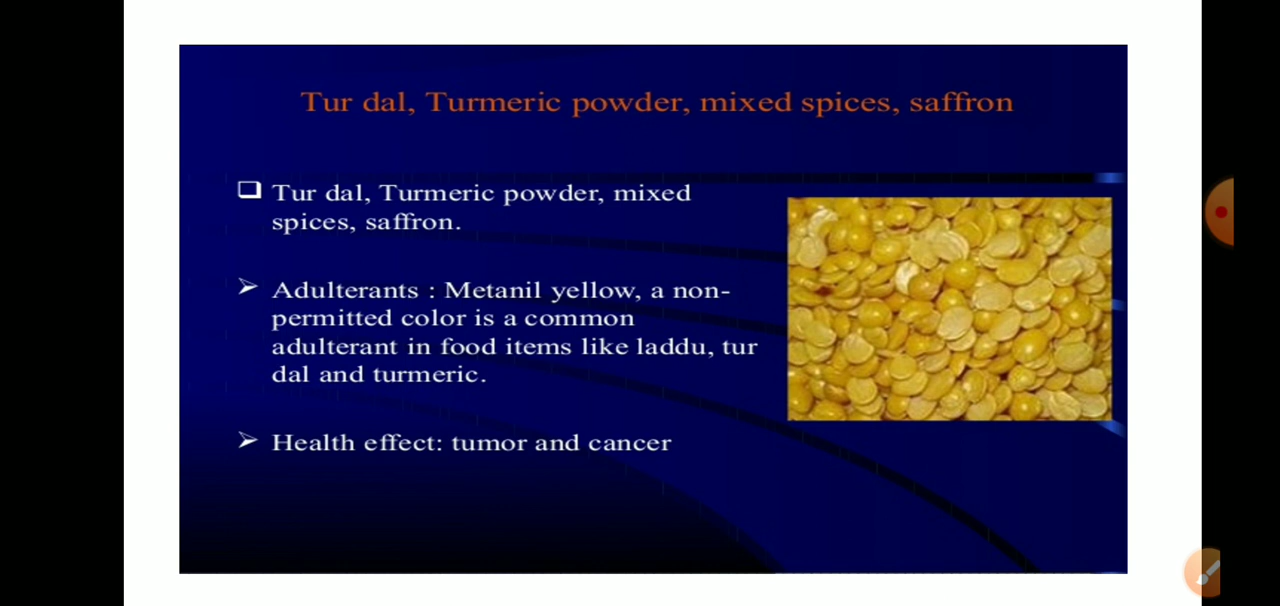 Tur dal, Turmeric powder, mixed spices, saffron
Tur dal, Turmeric powder, mixed
spices, saffron.
Adulterants : Metanil yellow, a non-
permitted color is a common
adulterant in food items like laddu, tur
dal and turmeric.
Health effect: tumor and cancer